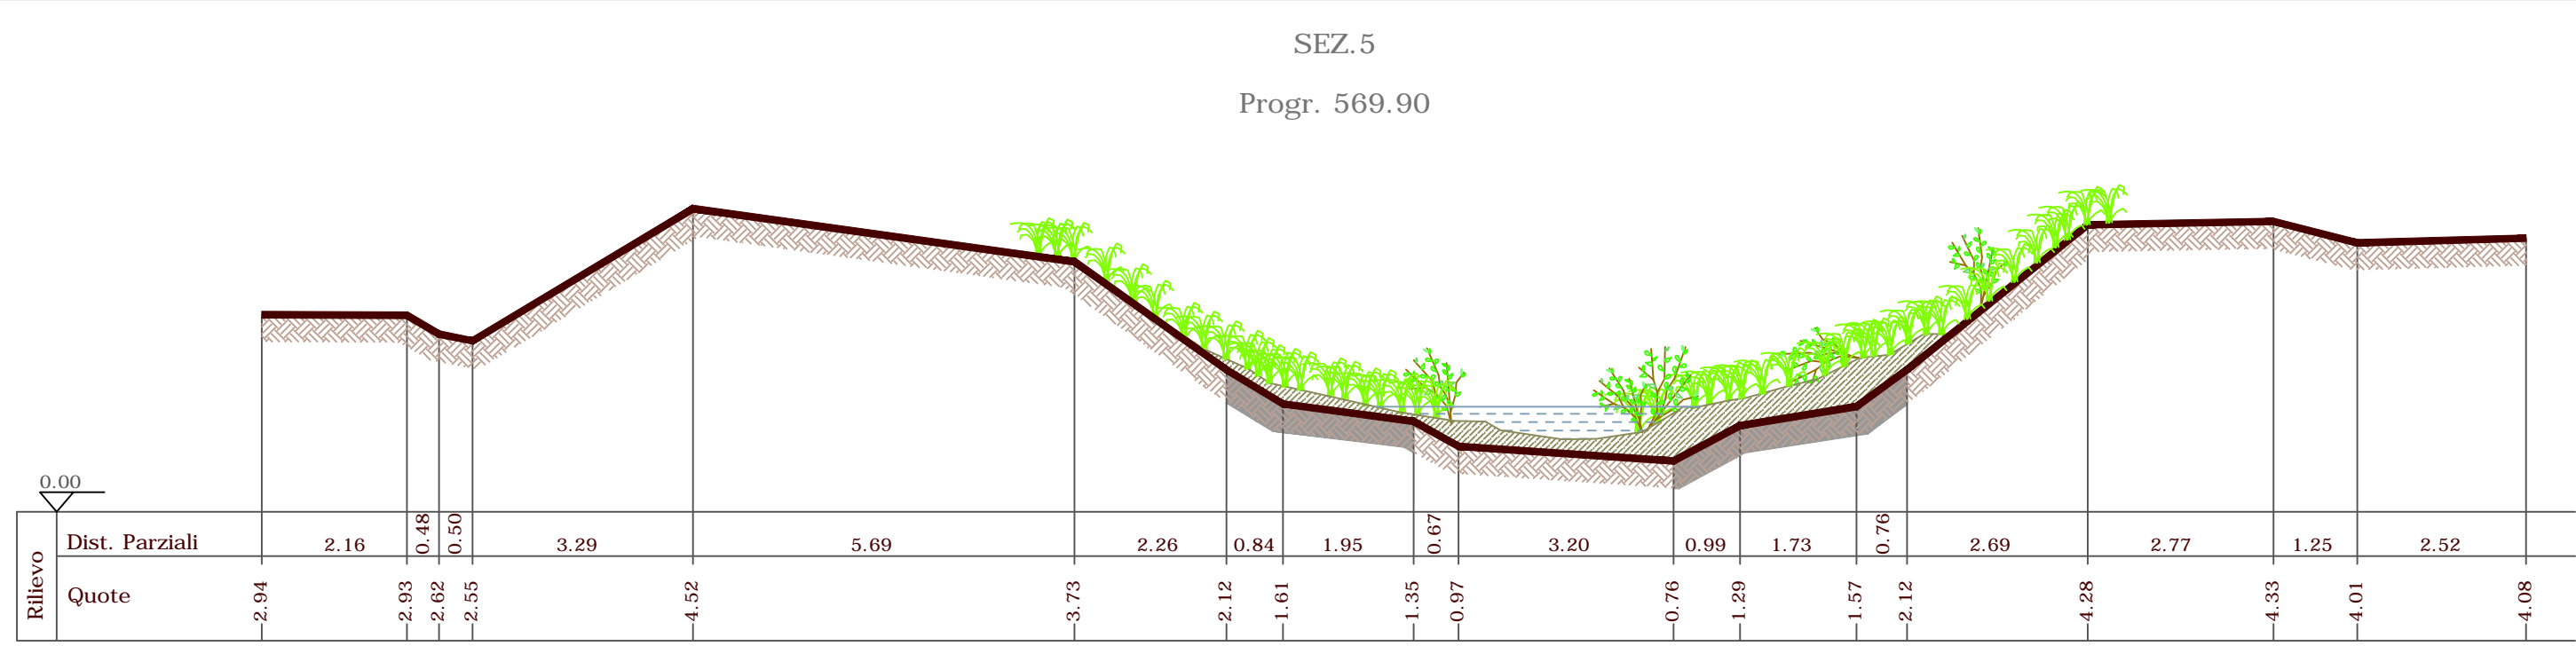 SEZ.5
Progr. 569.90
0.00
Rilievo
Dist. Parziali 2.16 0.48 0.50 3.29 5.69 2.26 0.84 1.95 0.67 3.20 0.99 1.73 0.76 2.69 2.77 1.25 2.52
Quote 2.94 2.93 2.62 2.55 4.52 3.73 2.12 1.61 1.35 0.97 0.76 1.29 1.57 2.12 4.28 4.33 4.01 4.08